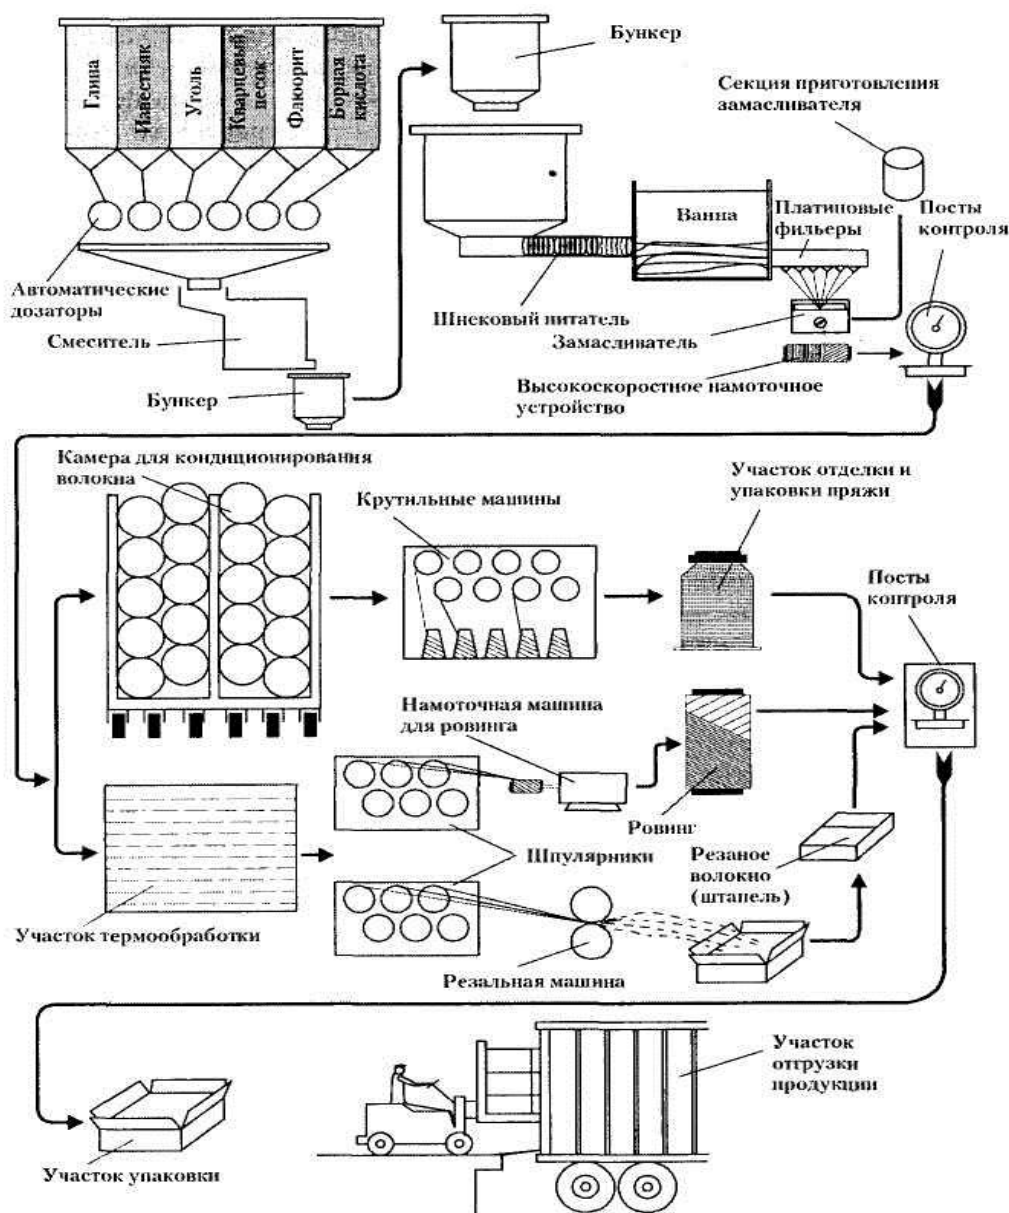 Глина
Известняк
Уголь
Кварцевый
песок
Флюорит
Борная
кислота
Бункер
Секция приготовления
замасливателя
Ванна
Платиновые
фильеры
Посты
контроля
Автоматические
дозаторы
Шнековый питатель
Смеситель
Замасливатель
Высокоскоростное намоточное
устройство
Бункер
Камера для кондиционирования
волокна
Крутильные машины
Участок отделки и
упаковки пряжи
Посты
контроля
Намоточная машина
для ровинга
Ровинг
Шпулярники
Резаное
волокно
(штапель)
Участок термообработки
Резальная машина
Участок
отгрузки
продукции
Участок упаковки